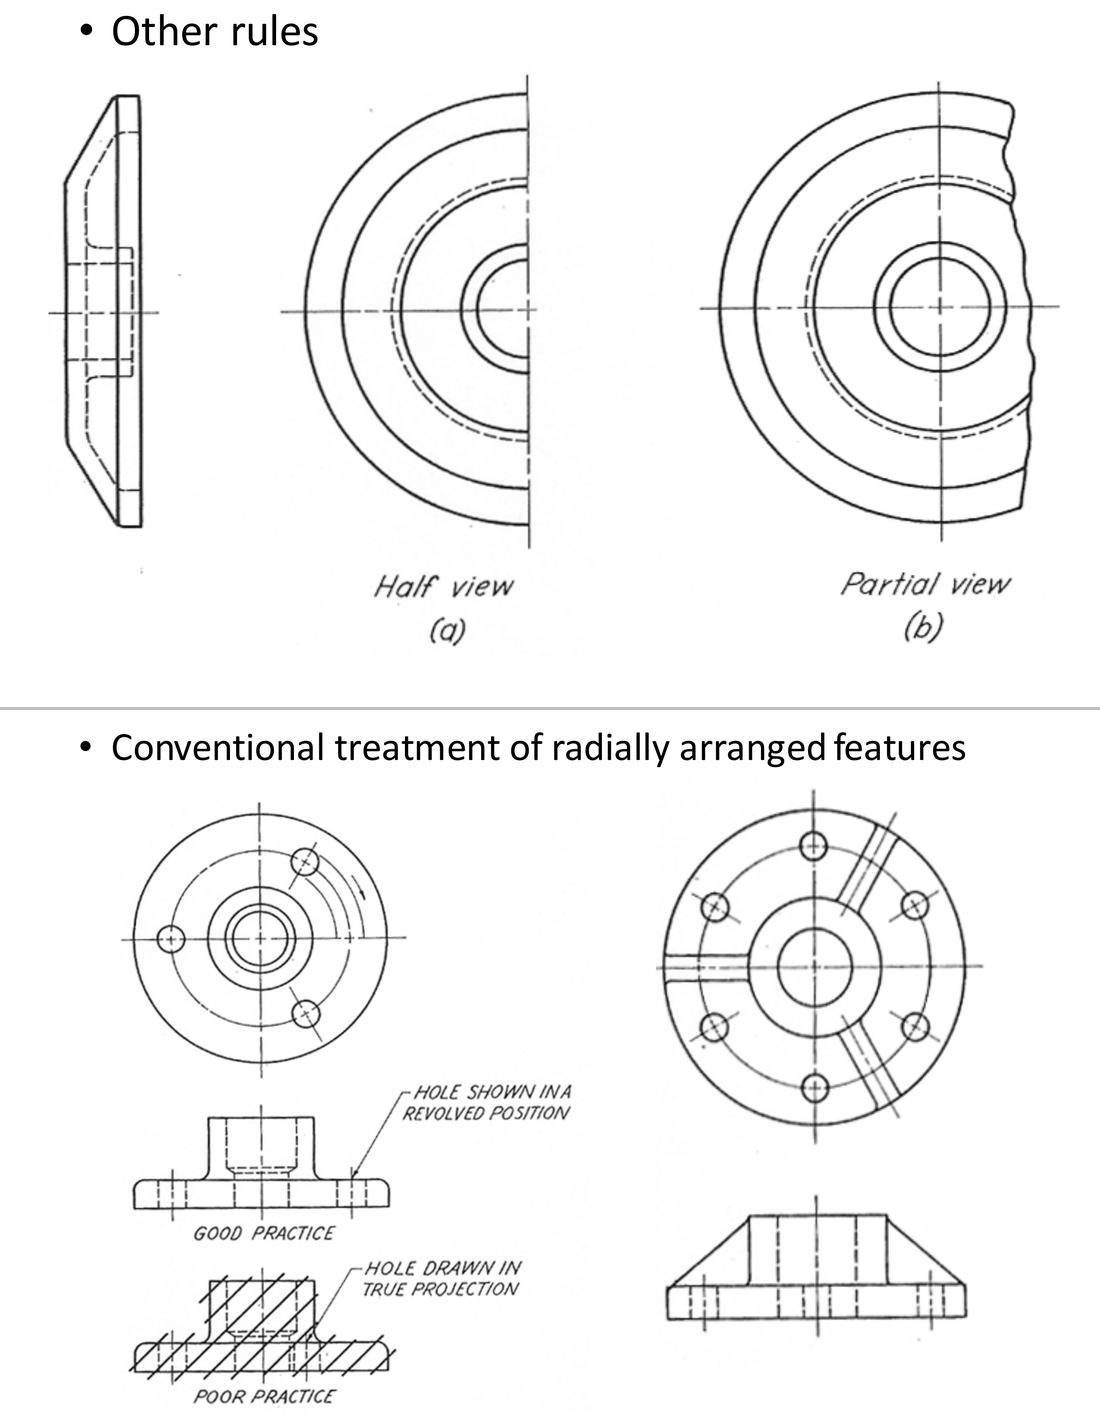 • Other rules
Half view
(a)
Partial view
(b)
• Conventional treatment of radially arranged features
HOLE SHOWN IN A
REVOLVED POSITION
GOOD PRACTICE
HOLE DRAWN IN
TRUE PROJECTION
POOR PRACTICE